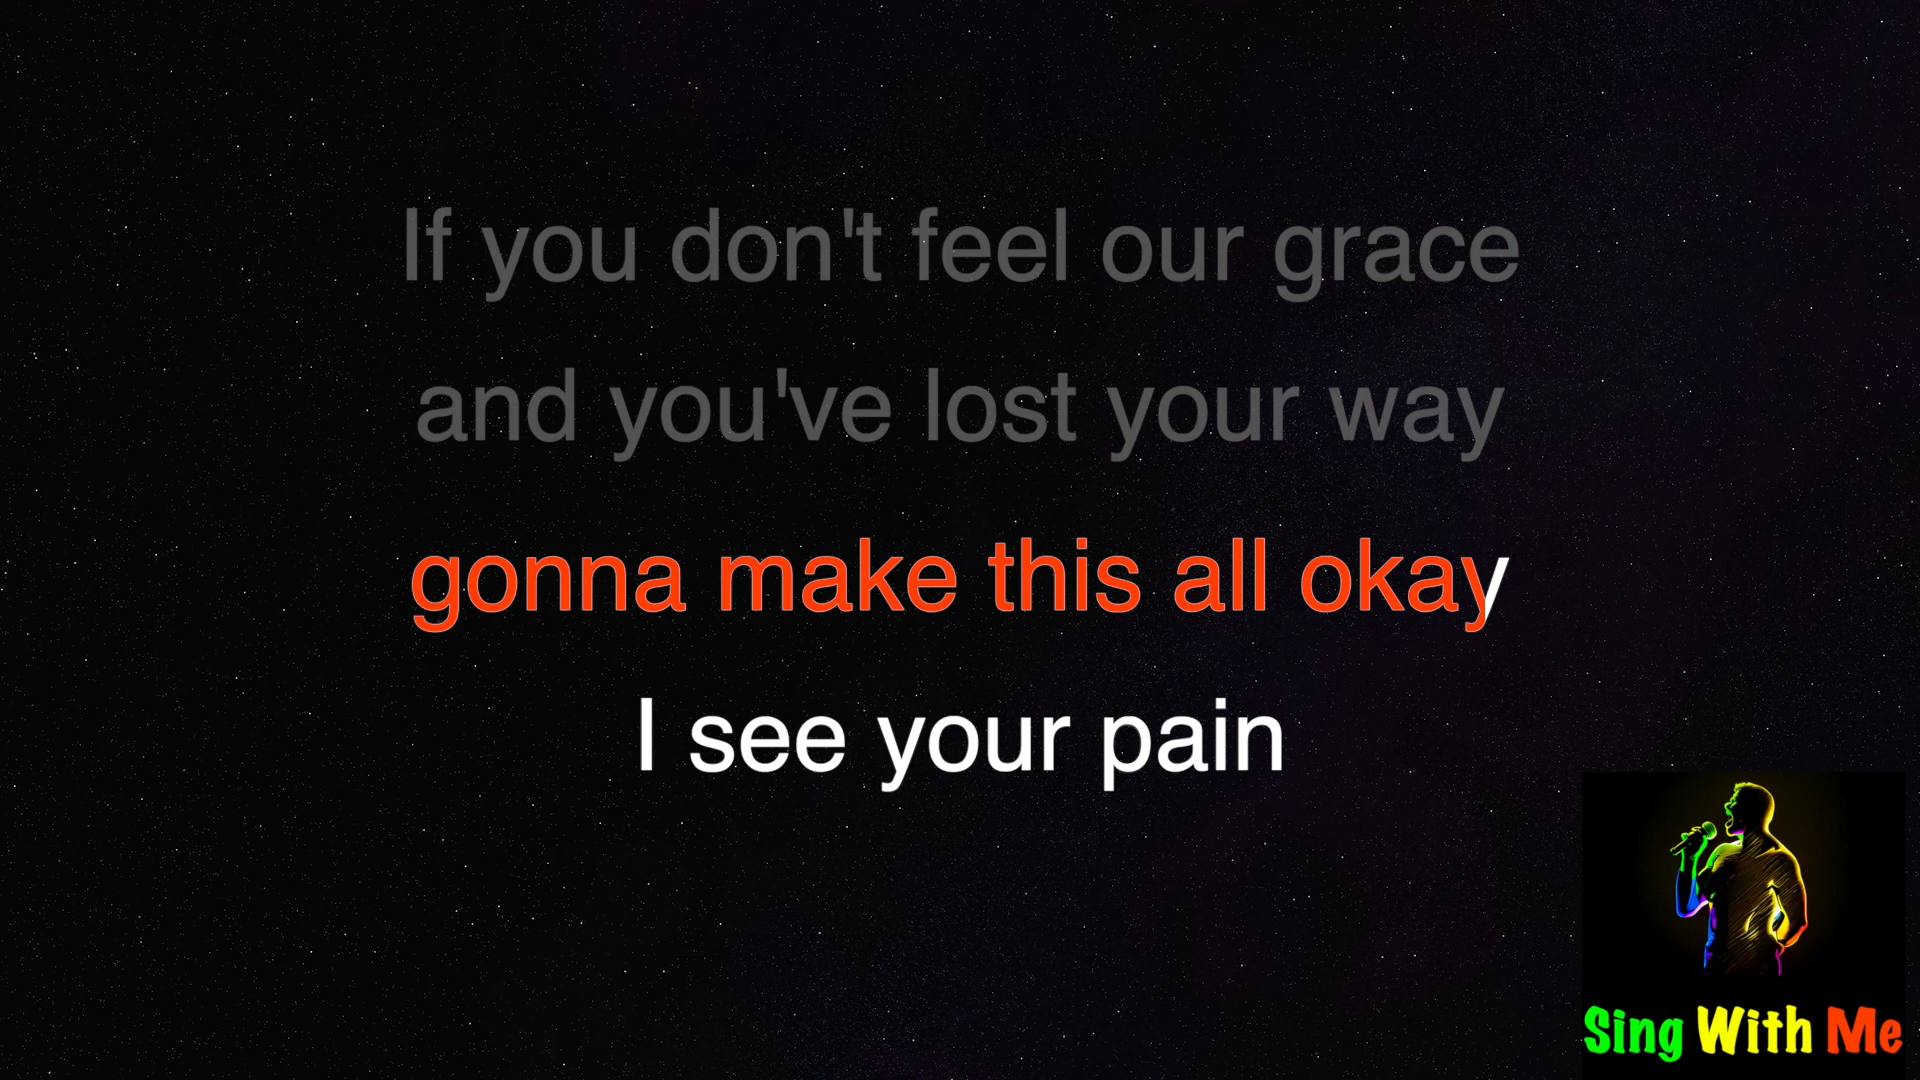 If you don't feel our grace
and you've lost your way
gonna make this all okay
I see your pain
Sing With Me